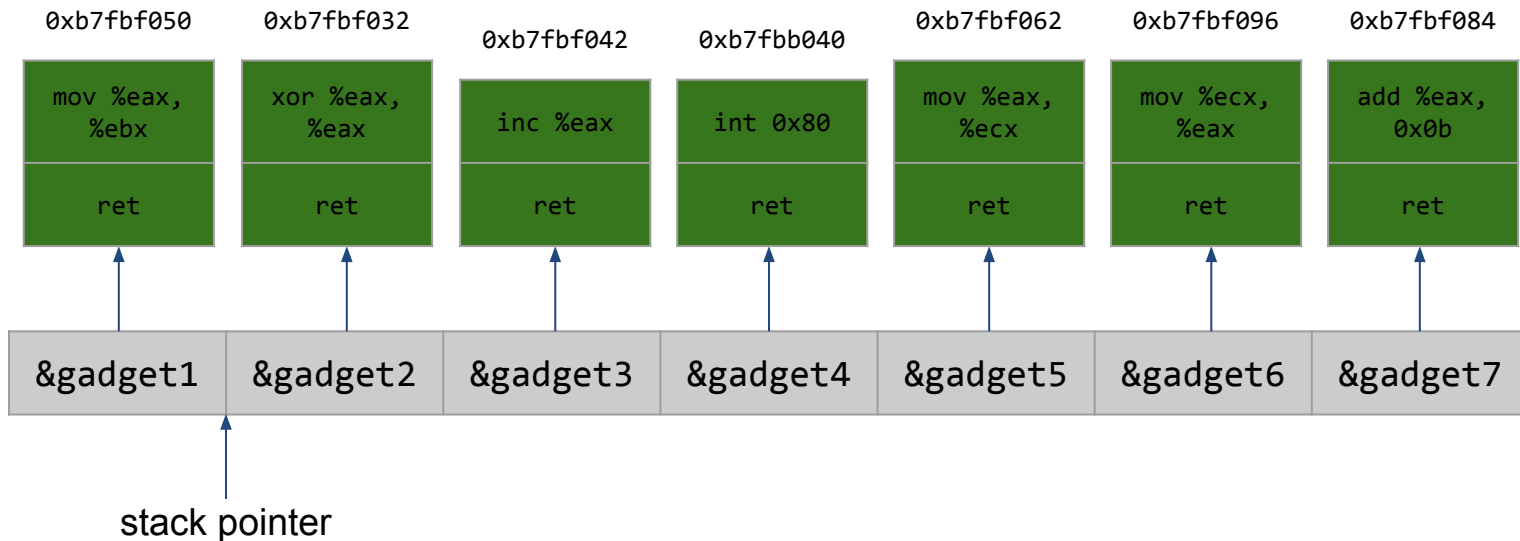 0xb7fbf050
0xb7fbf032
0xb7fbf042
0xb7fbb040
0xb7fbf062
0xb7fbf096
0xb7fbf084
mov %eax,
%ebx
ret
xor %eax,
%eax
ret
inc %eax
ret
int 0x80
ret
mov %eax,
%ecx
ret
mov %ecx,
%eax
ret
add %eax,
0x0b
ret
&gadget1
&gadget2
&gadget3
&gadget4
&gadget5
&gadget6
&gadget7
stack pointer